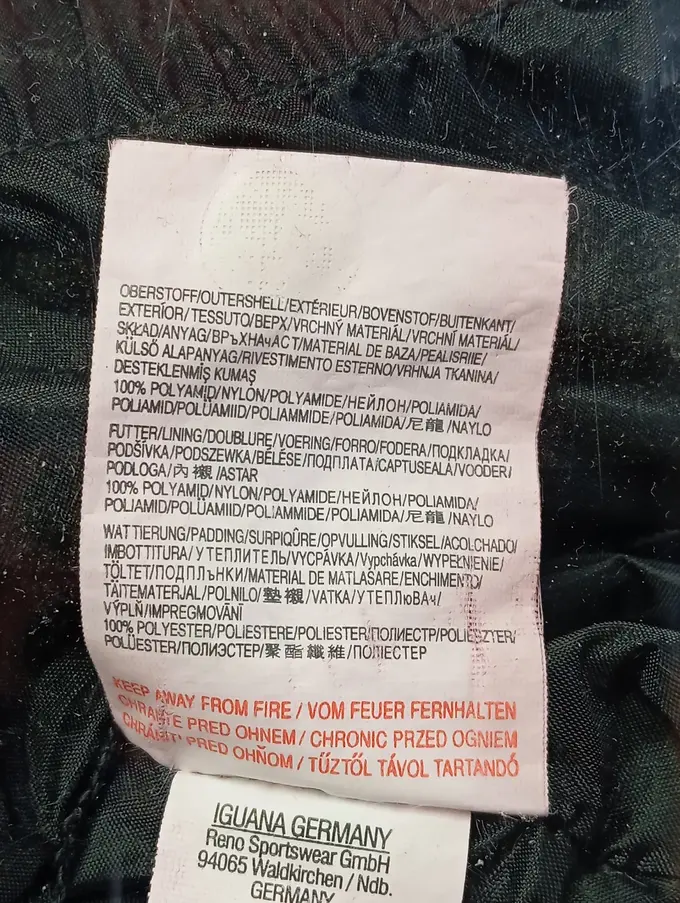 OBERSTOFF/OUTERSHELL/EXTÉRIEUR/BOVENSTOF/BUITENKANT/
EXTERÍOR/TESSUTO/ВЕРХ/VRCHNÝ MATERIÁL/VRCHNÍ MATERIÁL/
SKŁAD/ANYAG/ВРъХНАчАСТ/MATERIAL DE BAZA/PEALISRIIE/
KÜLSŐ ALAPANYAG/RIVESTIMENTO ESTERNO/VRHNJA TKANINA/
DESTEKLENMİŞ KUMAŞ
100% POLYAMID/NYLON/POLYAMIDE/НЕЙЛОН/POLIAMIDA/
POLIAMID/POLÜAMIID/POLIAMMIDE/POLIAMIDA/尼龍/NAYLO
FUTTER/LINING/DOUBLURE/VOERING/FORRO/FODERA/ПОДКЛАДКА/
PODŠÍVKA/PODSZEWKA/BÉLÉSE/ПОДПЛАТА/CAPTUSEALÁ/VOODER/
PODLOGA/內襯/ASTAR
100% POLYAMID/NYLON/POLYAMIDE/НЕЙЛОН/POLIAMIDA/
POLIAMID/POLÜAMIID/POLIAMMIDE/POLIAMIDA/尼龍/NAYLO
WATTIERUNG/PADDING/SURPIQÛRE/OPVULLING/STIKSEL/ACOLCHADO/
IMBOTTITURA/УТЕПЛИТЕЛЬ/VYCPÁVKA/Vypchávka/WYPEŁNIENIE/
TÖLTET/ПОДПЛъНКИ/MATERIAL DE MATLASARE/ENCHIMENTO/
TÄITEMATERJAL/POLNILO/墊襯/VATKA/УТЕПЛюВАч/
VÝPLŇ/IMPREGMOVÁNÍ
100% POLYESTER/POLIESTERE/POLIESTER/ПОЛИЕСТР/POLIESZTER/
POLÜESTER/ПОЛИЭСТЕР/聚酯纖維/ПОЛІЕСТЕР
KEEP AWAY FROM FIRE / VOM FEUER FERNHALTEN
CHRAŇTE PRED OHNEM / CHRONIC PRZED OGNIEM
CHRÁNIT' PRED OHŇOM / TŰZTŐL TÁVOL TARTANDÓ
IGUANA GERMANY
Reno Sportswear GmbH
94065 Waldkirchen / Ndb.
GERMANY